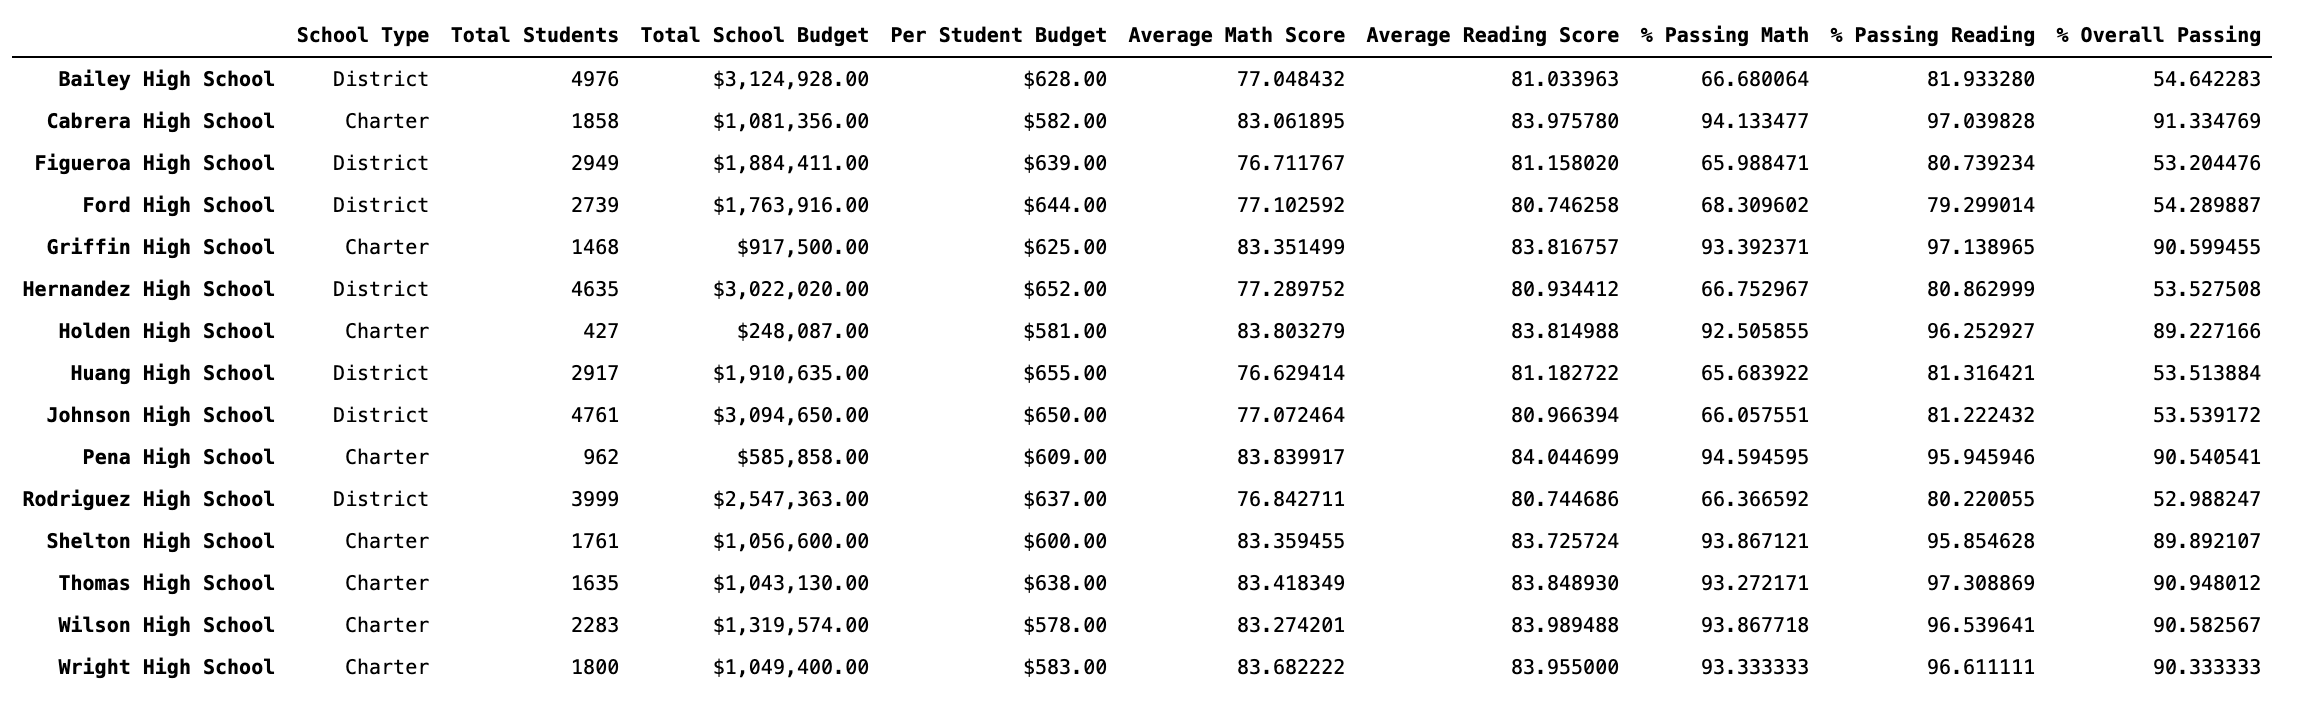 School Type Total Students Total School Budget Per Student Budget Average Math Score Average Reading Score % Passing Math % Passing Reading % Overall Passing
Bailey High School District 4976 $3,124,928.00 $628.00 77.048432 81.033963 66.680064 81.933280 54.642283
Cabrera High School Charter 1858 $1,081,356.00 $582.00 83.061895 83.975780 94.133477 97.039828 91.334769
Figueroa High School District 2949 $1,884,411.00 $639.00 76.711767 81.158020 65.988471 80.739234 53.204476
Ford High School District 2739 $1,763,916.00 $644.00 77.102592 80.746258 68.309602 79.299014 54.289887
Griffin High School Charter 1468 $917,500.00 $625.00 83.351499 83.816757 93.392371 97.138965 90.599455
Hernandez High School District 4635 $3,022,020.00 $652.00 77.289752 80.934412 66.752967 80.862999 53.527508
Holden High School Charter 427 $248,087.00 $581.00 83.803279 83.814988 92.505855 96.252927 89.227166
Huang High School District 2917 $1,910,635.00 $655.00 76.629414 81.182722 65.683922 81.316421 53.513884
Johnson High School District 4761 $3,094,650.00 $650.00 77.072464 80.966394 66.057551 81.222432 53.539172
Pena High School Charter 962 $585,858.00 $609.00 83.839917 84.044699 94.594595 95.945946 90.540541
Rodriguez High School District 3999 $2,547,363.00 $637.00 76.842711 80.744686 66.366592 80.220055 52.988247
Shelton High School Charter 1761 $1,056,600.00 $600.00 83.359455 83.725724 93.867121 95.854628 89.892107
Thomas High School Charter 1635 $1,043,130.00 $638.00 83.418349 83.848930 93.272171 97.308869 90.948012
Wilson High School Charter 2283 $1,319,574.00 $578.00 83.274201 83.989488 93.867718 96.539641 90.582567
Wright High School Charter 1800 $1,049,400.00 $583.00 83.682222 83.955000 93.333333 96.611111 90.333333